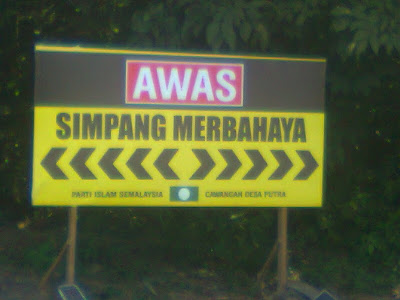 AWAS
SIMPANG MERBAHAYA
PARTI ISLAM SEMALAYSIA CAWANGAN DESA PUTRA